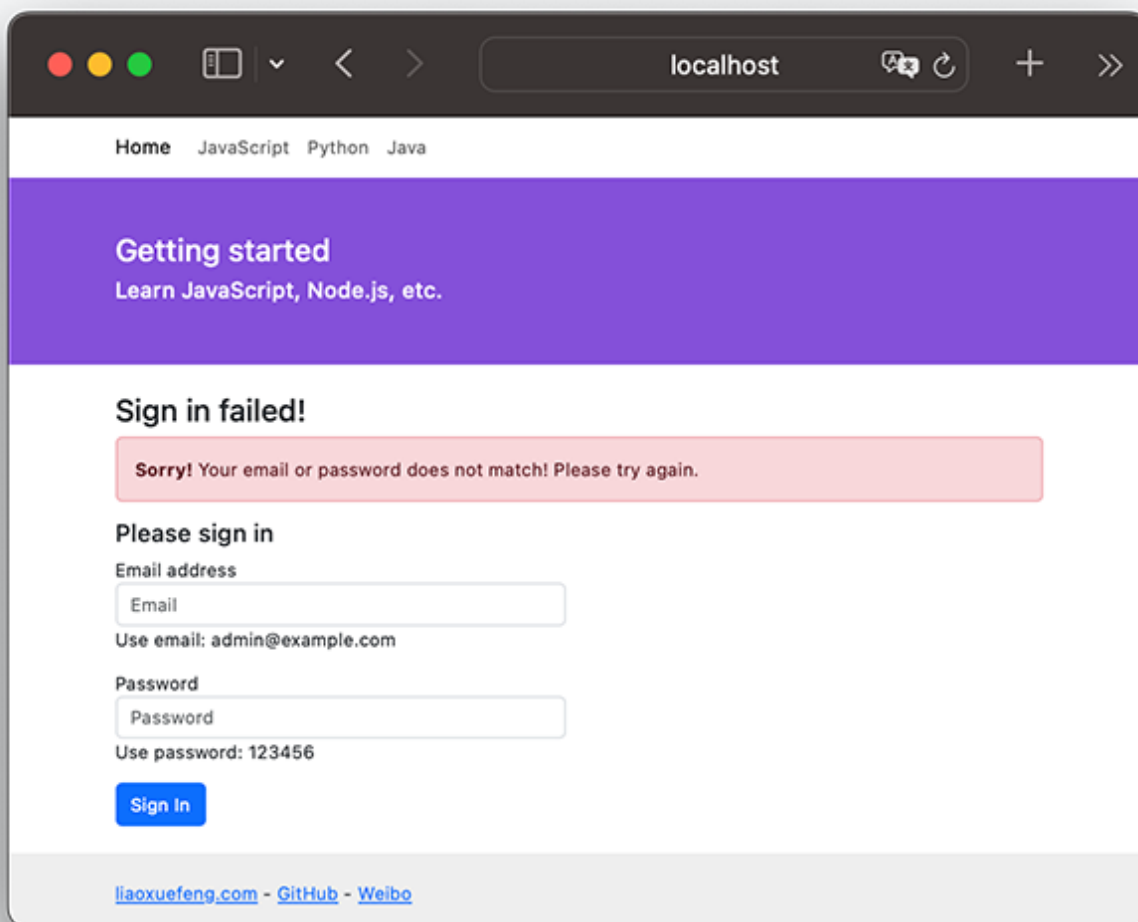 localhost
Home JavaScript Python Java
Getting started
Learn JavaScript, Node.js, etc.
Sign in failed!
Sorry! Your email or password does not match! Please try again.
Please sign in
Email address
Email
Use email: admin@example.com
Password
Password
Use password: 123456
Sign In
liaoxuefeng.com - GitHub - Weibo